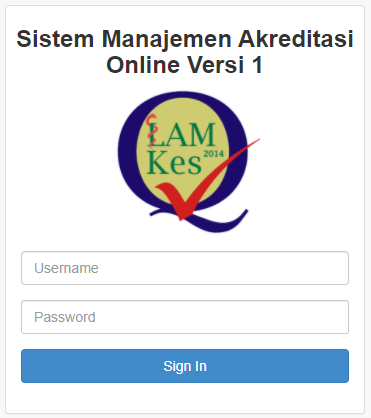 Sistem Manajemen Akreditasi
Online Versi 1
LAM
Kes 2014
Username
Password
Sign In